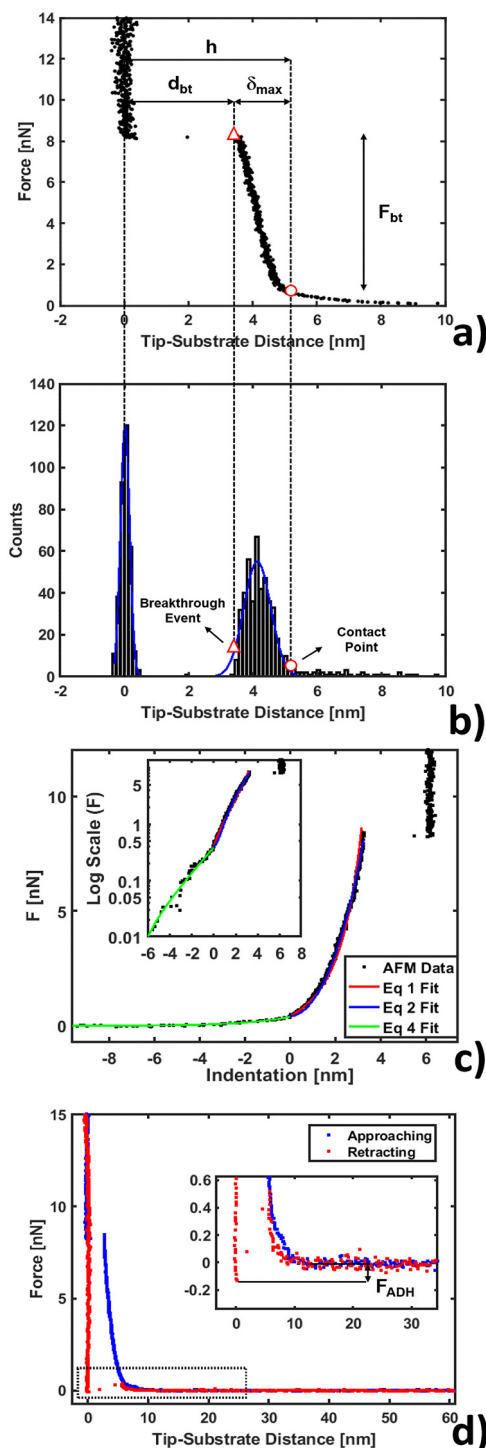 14
12
10
8
6
4
2
0
Force [nN]
h
d_bt
δ_max
F_bt
-2 0 2 4 6 8 10
Tip-Substrate Distance [nm]
a)
140
120
100
80
60
40
20
0
Counts
Breakthrough
Event
Contact
Point
-2 0 2 4 6 8 10
Tip-Substrate Distance [nm]
b)
10
5
0
F [nN]
Log Scale (F)
5
1
0.5
0.1
0.05
0.01
-6 -4 -2 0 2 4 6 8
AFM Data
Eq 1 Fit
Eq 2 Fit
Eq 4 Fit
-8 -6 -4 -2 0 2 4 6
Indentation [nm]
c)
15
10
5
0
Force [nN]
Approaching
Retracting
0.6
0.4
0.2
0
-0.2
F_ADH
0 10 20 30
0 10 20 30 40 50 60
Tip-Substrate Distance [nm]
d)